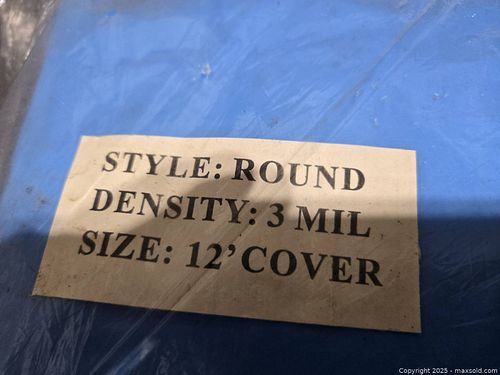 STYLE: ROUND
DENSITY: 3 MIL
SIZE: 12' COVER
Copyright 2025 - maxsold.com